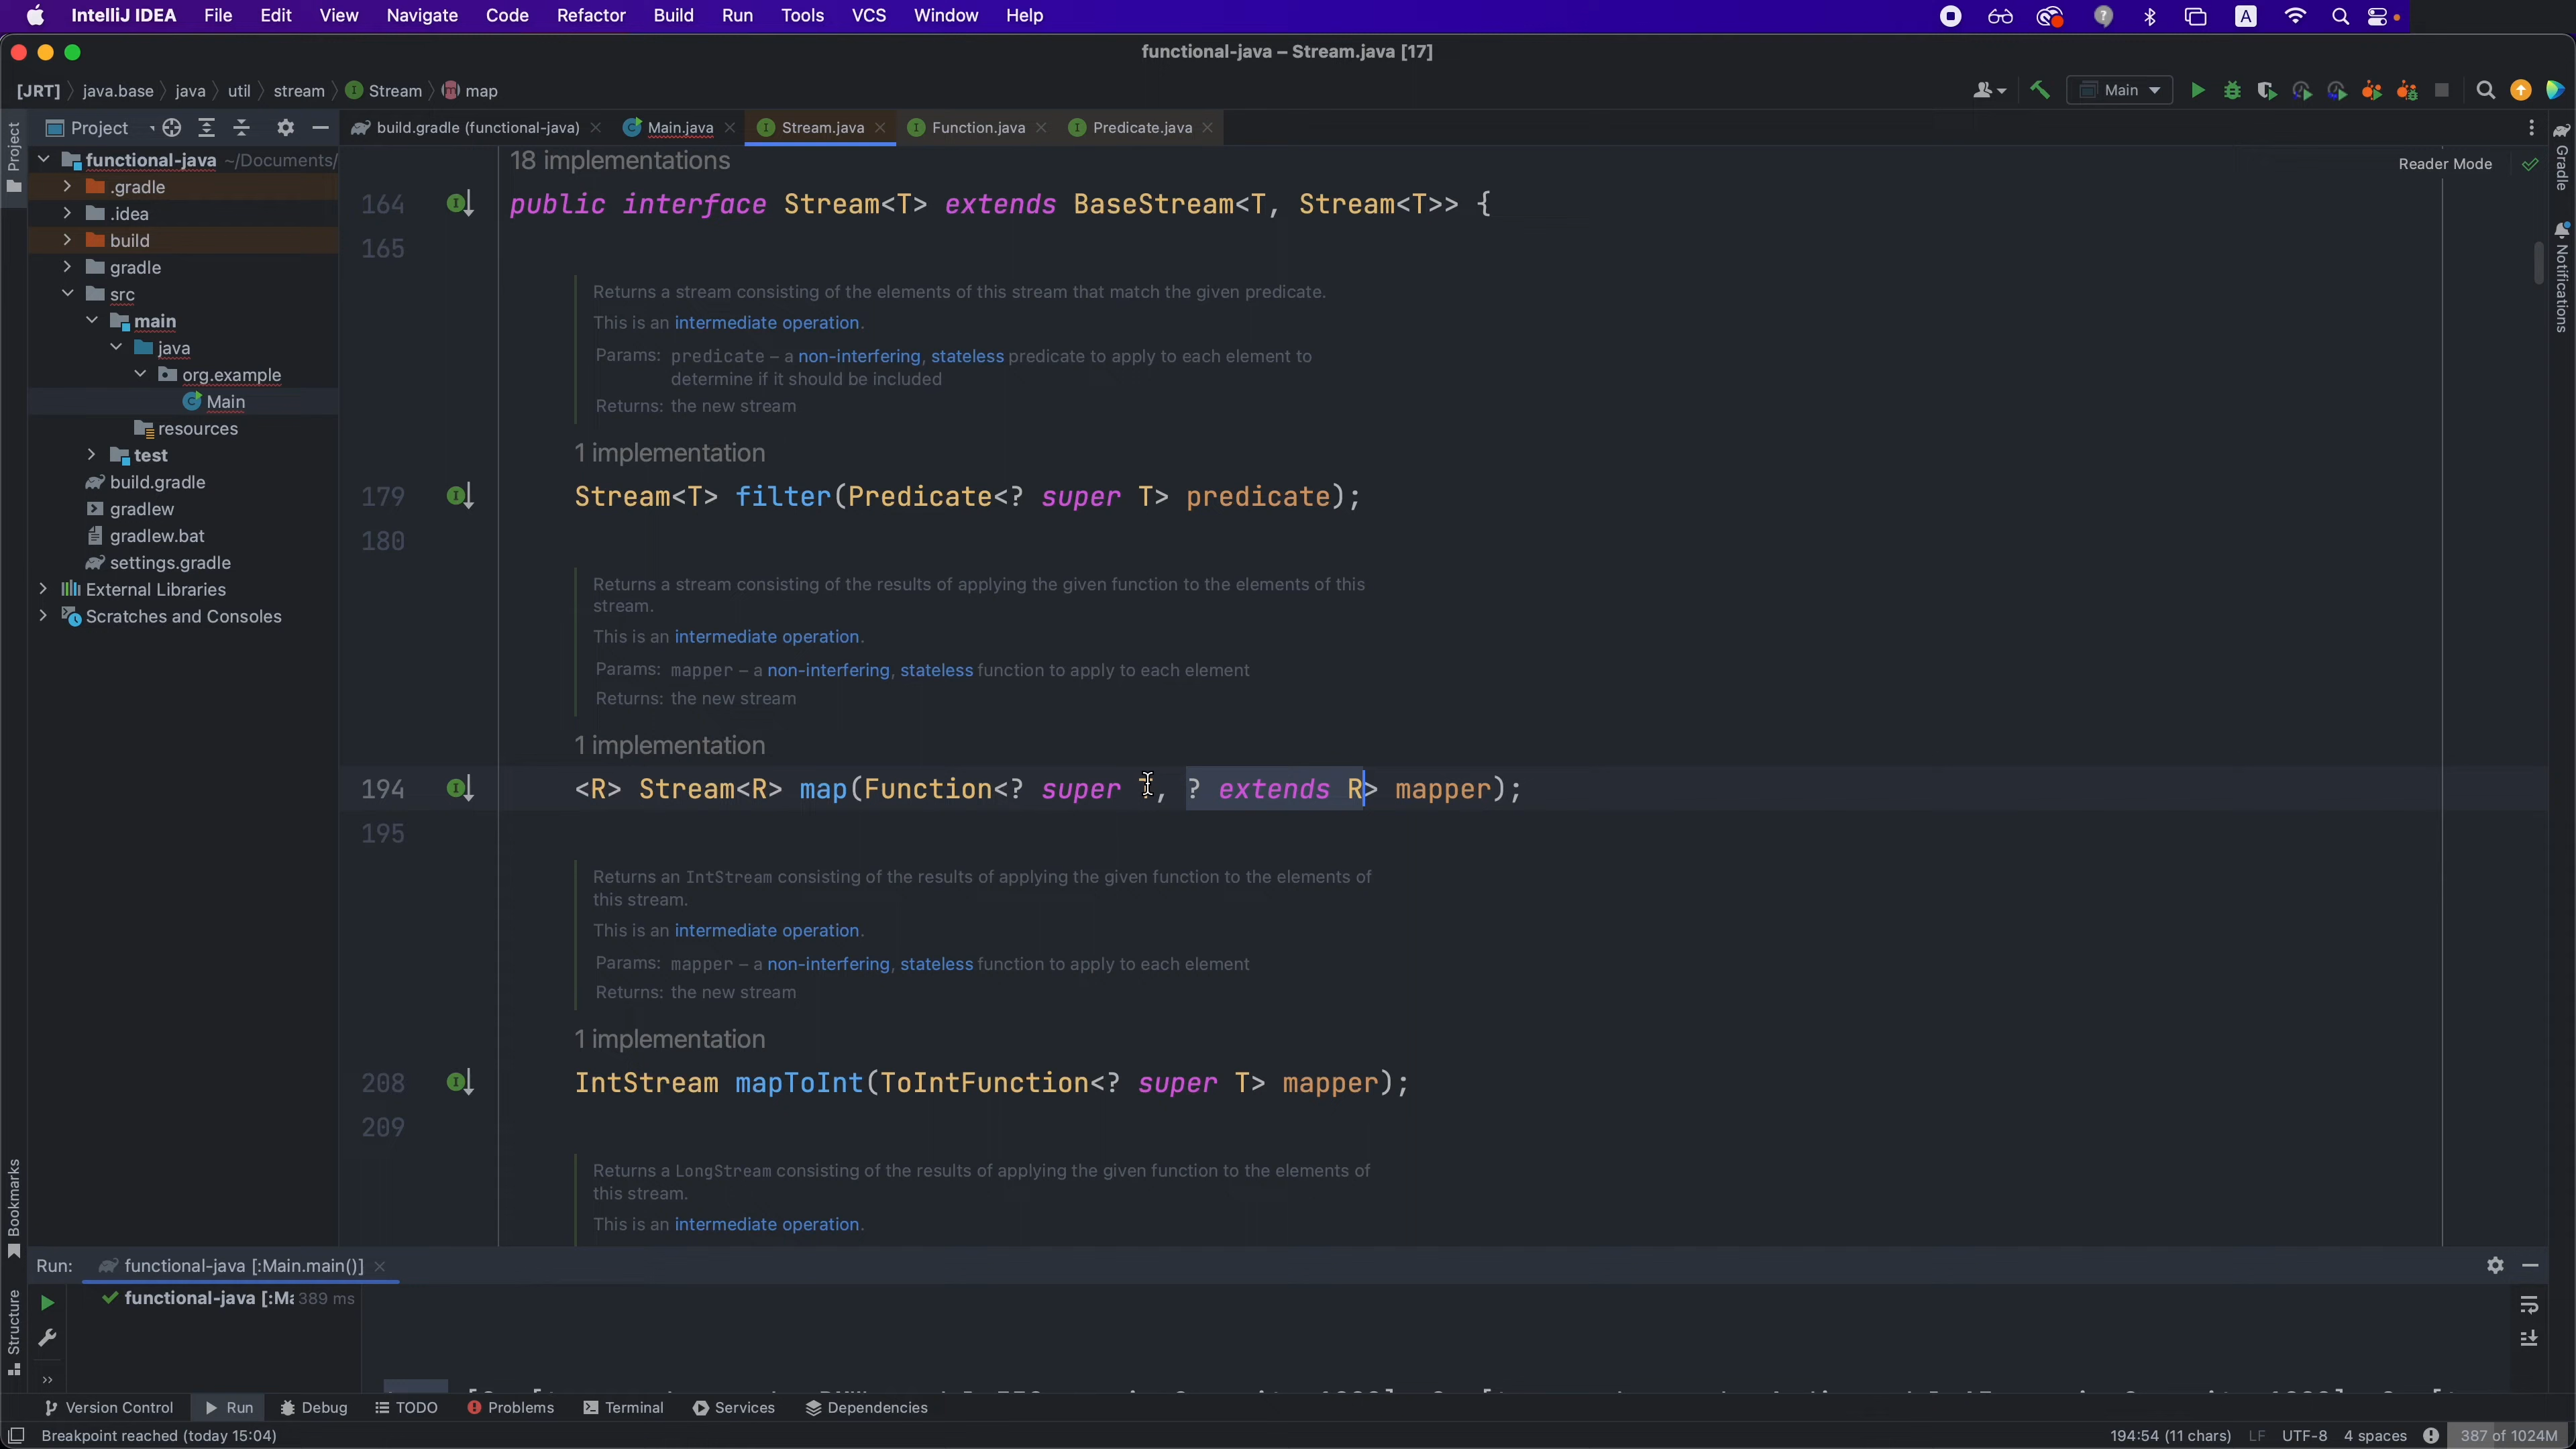 IntelliJ IDEA File Edit View Navigate Code Refactor Build Run Tools VCS Window Help
functional-java – Stream.java [17]
[JRT] java.base java util stream Stream map
Main
Project
build.gradle (functional-java) Main.java Stream.java Function.java Predicate.java
functional-java ~/Documents/
.gradle
.idea
build
gradle
src
main
java
org.example
Main
resources
test
build.gradle
gradlew
gradlew.bat
settings.gradle
External Libraries
Scratches and Consoles
Project
Bookmarks
Structure
Gradle
Notifications
Reader Mode
18 implementations
164 public interface Stream<T> extends BaseStream<T, Stream<T>> {
165
Returns a stream consisting of the elements of this stream that match the given predicate.
This is an intermediate operation.
Params: predicate – a non-interfering, stateless predicate to apply to each element to
determine if it should be included
Returns: the new stream
1 implementation
179 Stream<T> filter(Predicate<? super T> predicate);
180
Returns a stream consisting of the results of applying the given function to the elements of this
stream.
This is an intermediate operation.
Params: mapper – a non-interfering, stateless function to apply to each element
Returns: the new stream
1 implementation
194 <R> Stream<R> map(Function<? super T, ? extends R> mapper);
195
Returns an IntStream consisting of the results of applying the given function to the elements of
this stream.
This is an intermediate operation.
Params: mapper – a non-interfering, stateless function to apply to each element
Returns: the new stream
1 implementation
208 IntStream mapToInt(ToIntFunction<? super T> mapper);
209
Returns a LongStream consisting of the results of applying the given function to the elements of
this stream.
This is an intermediate operation.
Run: functional-java [:Main.main()]
functional-java [:Ma 389 ms
Version Control Run Debug TODO Problems Terminal Services Dependencies
Breakpoint reached (today 15:04)
194:54 (11 chars) LF UTF-8 4 spaces 387 of 1024M